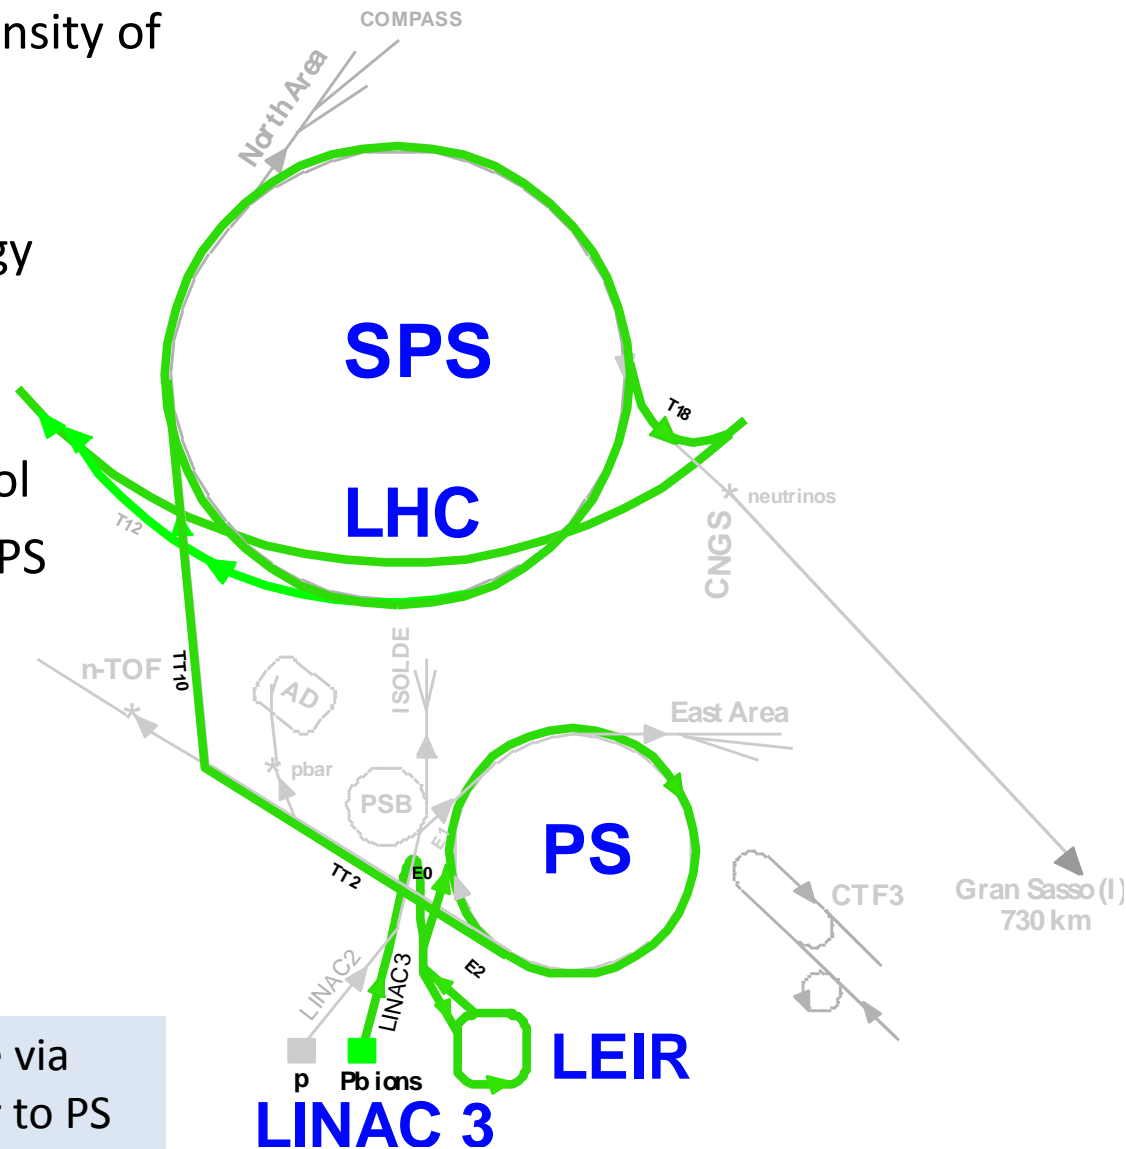 nsity of
COMPASS
North Area
gy
SPS
T18
ol
LHC
neutrinos
T12
PS
CNGS
ISOLDE
n-TOF
TT10
AD
East Area
pbar
PSB
E1
PS
TT2
E0
CTF3
Gran Sasso (I)
730 km
LINAC2
LINAC3
E2
via
LEIR
p
Pb ions
r to PS
LINAC 3